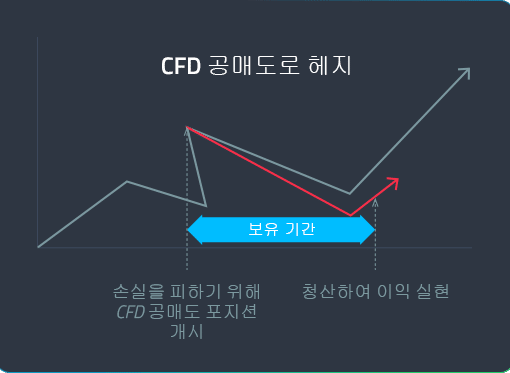 CFD 공매도로 헤지
보유 기간
손실을 피하기 위해
CFD 공매도 포지션
개시
청산하여 이익 실현